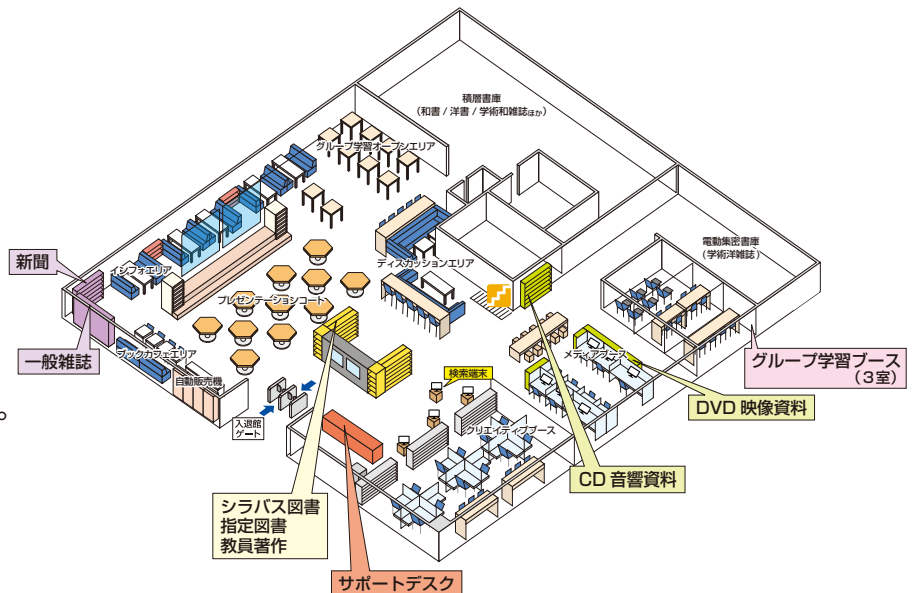 積層書庫
（和書 / 洋書 / 学術和雑誌ほか）
グループ学習オープンエリア
電動集密書庫
（学術洋雑誌）
新聞
インフォエリア
ディスカッションエリア
プレゼンテーションコート
一般雑誌
ブックカフェエリア
メディアブース
グループ学習ブース
（３室）
自動販売機
検索端末
DVD 映像資料
。
入退館
ゲート
クリエイティブブース
CD 音響資料
シラバス図書
指定図書
教員著作
サポートデスク